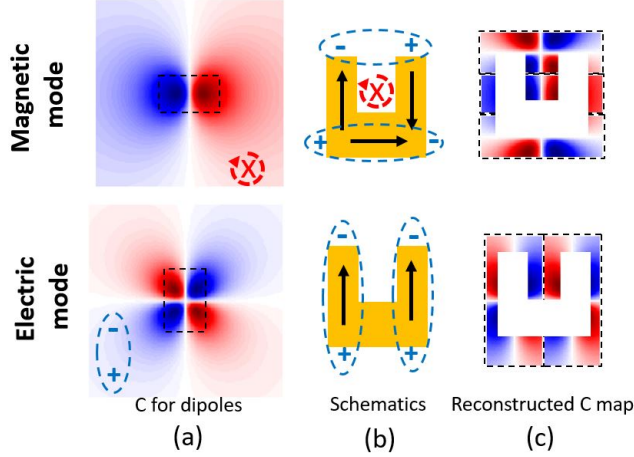 Magnetic
mode
X
- +
X
+ -
Electric
mode
-
+
- -
+ +
C for dipoles
Schematics
Reconstructed C map
(a)
(b)
(c)